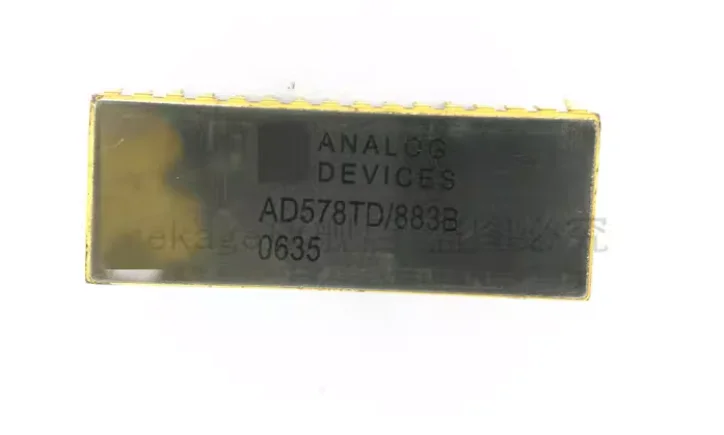 ANALOG
DEVICES
AD578TD/883B
0635